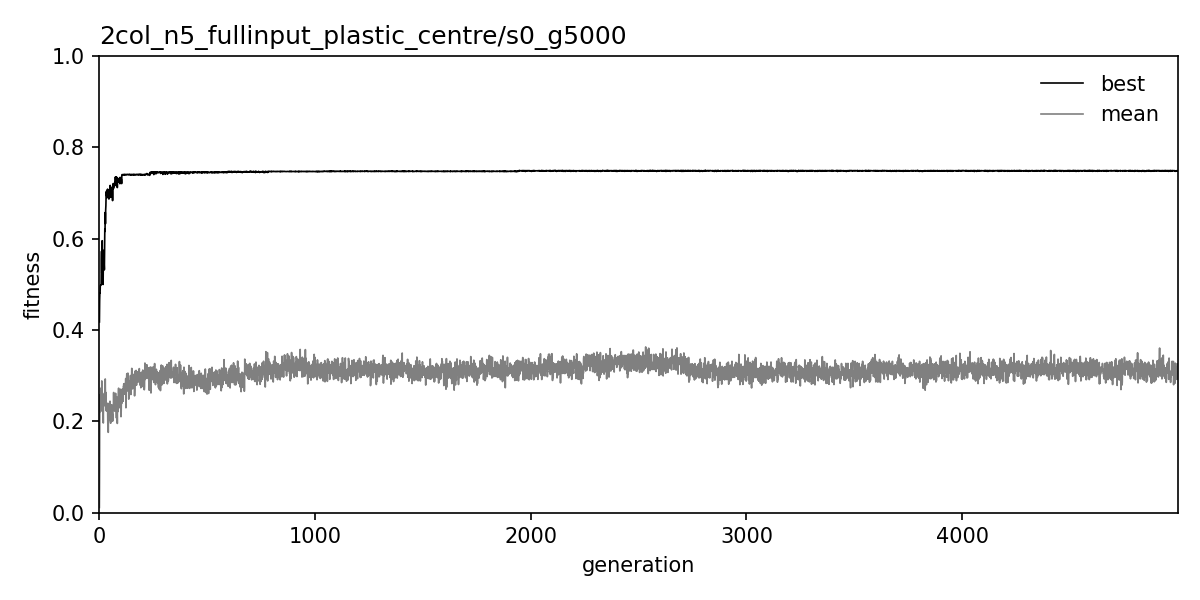 2col_n5_fullinput_plastic_centre/s0_g5000
1.0
0.8
0.6
0.4
0.2
0.0
fitness
best
mean
0 1000 2000 3000 4000
generation